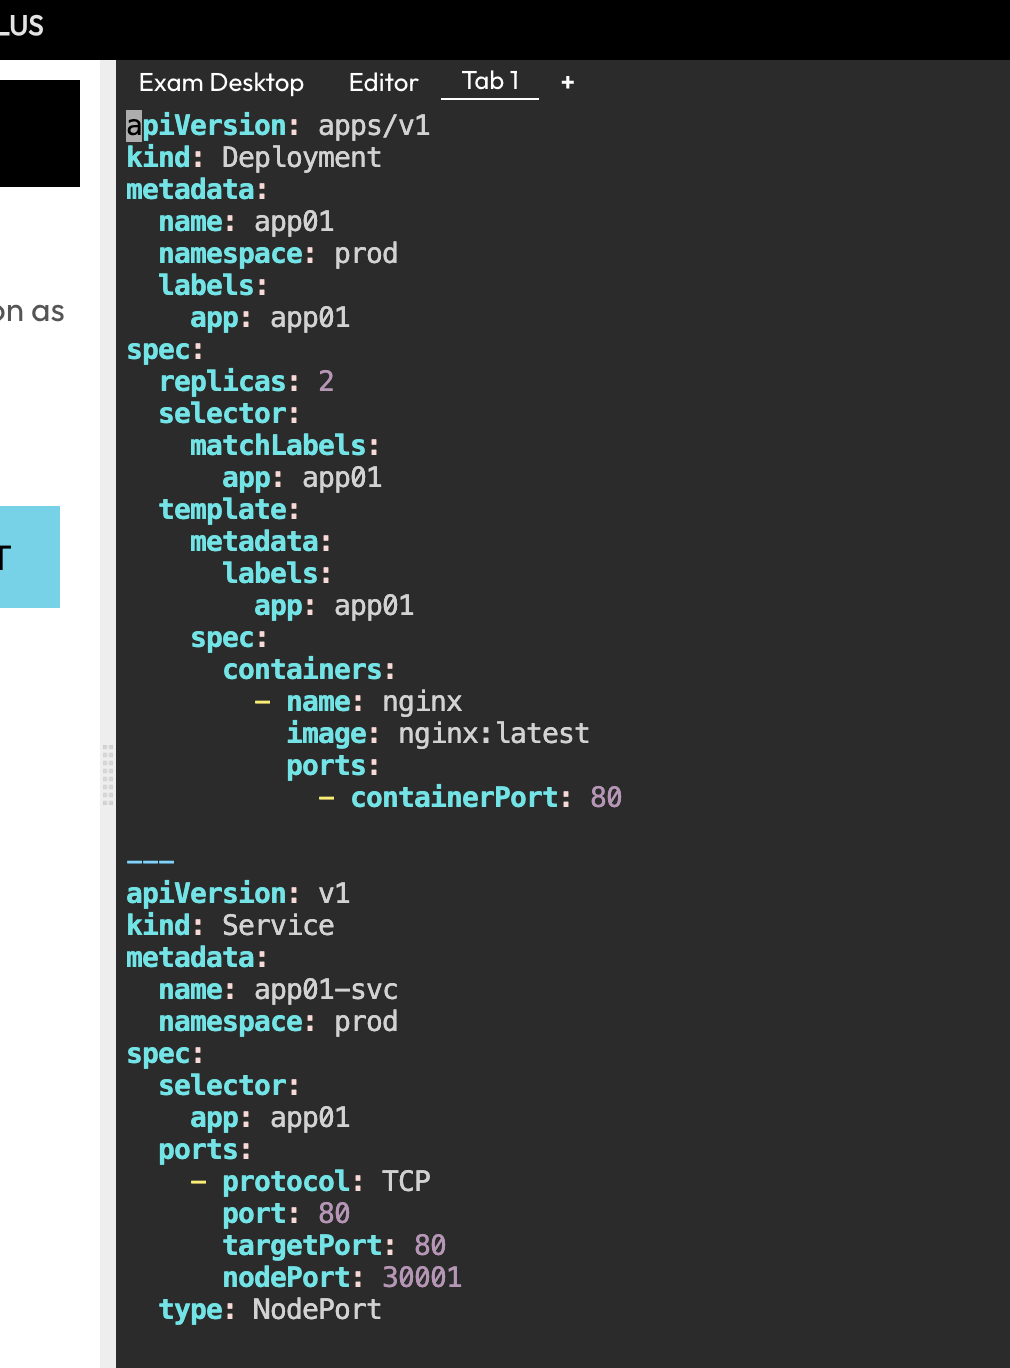 LUS
Exam Desktop Editor Tab 1 +
on as
T
apiVersion: apps/v1
kind: Deployment
metadata:
  name: app01
  namespace: prod
  labels:
    app: app01
spec:
  replicas: 2
  selector:
    matchLabels:
      app: app01
  template:
    metadata:
      labels:
        app: app01
    spec:
      containers:
        - name: nginx
          image: nginx:latest
          ports:
            - containerPort: 80

---
apiVersion: v1
kind: Service
metadata:
  name: app01-svc
  namespace: prod
spec:
  selector:
    app: app01
  ports:
    - protocol: TCP
      port: 80
      targetPort: 80
      nodePort: 30001
  type: NodePort